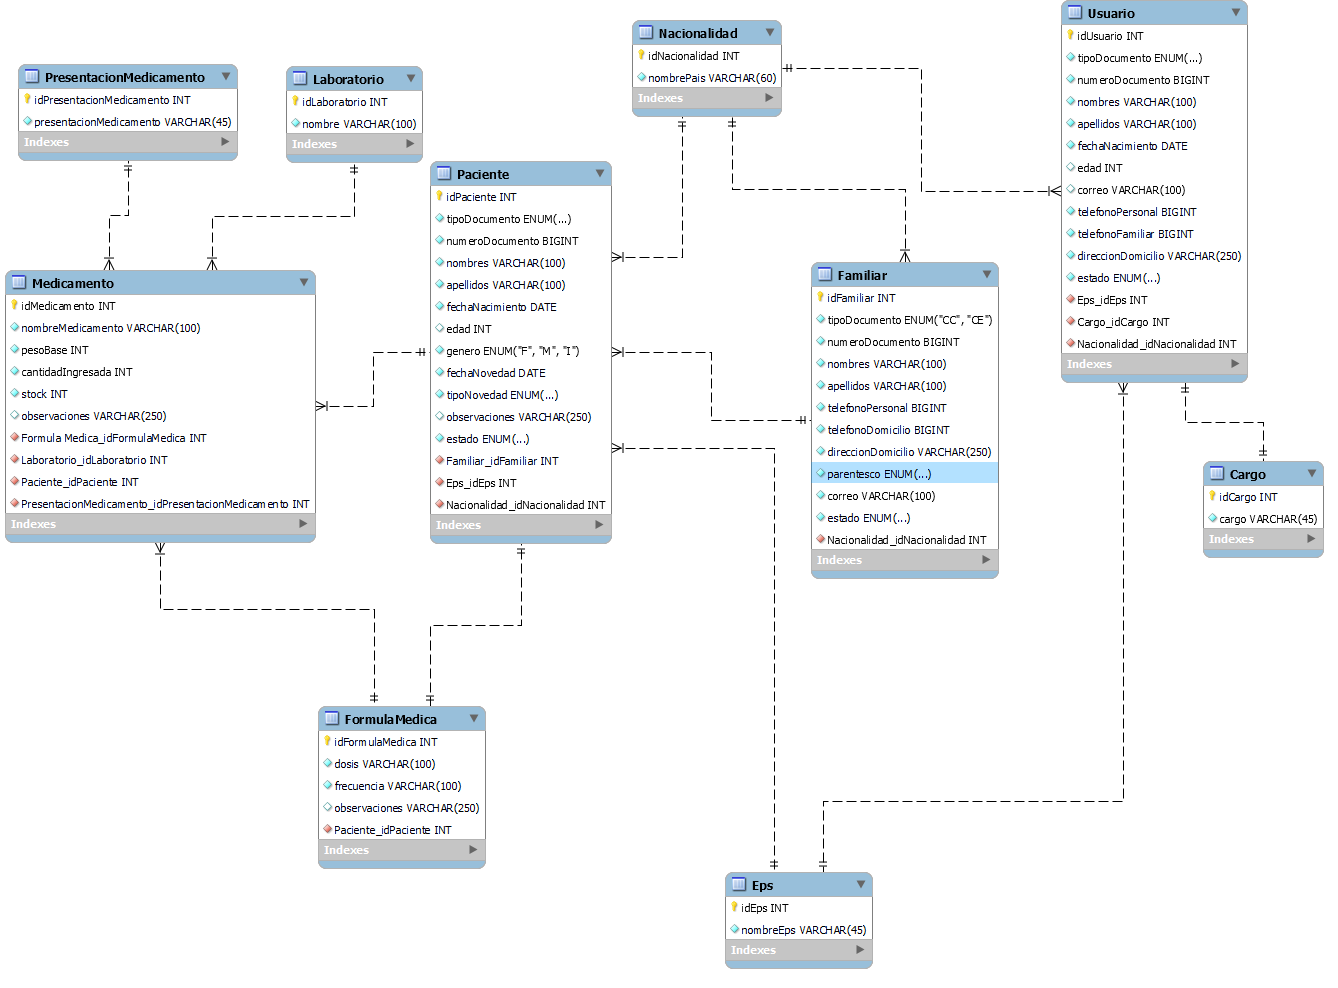 PresentacionMedicamento
idPresentacionMedicamento INT
presentacionMedicamento VARCHAR(45)
Indexes
Laboratorio
idLaboratorio INT
nombre VARCHAR(100)
Indexes
Nacionalidad
idNacionalidad INT
nombrePais VARCHAR(60)
Indexes
Usuario
idUsuario INT
tipoDocumento ENUM(...)
numeroDocumento BIGINT
nombres VARCHAR(100)
apellidos VARCHAR(100)
fechaNacimiento DATE
edad INT
correo VARCHAR(100)
telefonoPersonal BIGINT
telefonoFamiliar BIGINT
direccionDomicilio VARCHAR(250)
estado ENUM(...)
Eps_idEps INT
Cargo_idCargo INT
Nacionalidad_idNacionalidad INT
Indexes
Paciente
idPaciente INT
tipoDocumento ENUM(...)
numeroDocumento BIGINT
nombres VARCHAR(100)
apellidos VARCHAR(100)
fechaNacimiento DATE
edad INT
genero ENUM("F", "M", "I")
fechaNovedad DATE
tipoNovedad ENUM(...)
observaciones VARCHAR(250)
estado ENUM(...)
Familiar_idFamiliar INT
Eps_idEps INT
Nacionalidad_idNacionalidad INT
Indexes
Medicamento
idMedicamento INT
nombreMedicamento VARCHAR(100)
pesoBase INT
cantidadIngresada INT
stock INT
observaciones VARCHAR(250)
Formula Medica_idFormulaMedica INT
Laboratorio_idLaboratorio INT
Paciente_idPaciente INT
PresentacionMedicamento_idPresentacionMedicamento INT
Indexes
Familiar
idFamiliar INT
tipoDocumento ENUM("CC", "CE")
numeroDocumento BIGINT
nombres VARCHAR(100)
apellidos VARCHAR(100)
telefonoPersonal BIGINT
telefonoDomicilio BIGINT
direccionDomicilio VARCHAR(250)
parentesco ENUM(...)
correo VARCHAR(100)
estado ENUM(...)
Nacionalidad_idNacionalidad INT
Indexes
Cargo
idCargo INT
cargo VARCHAR(45)
Indexes
FormulaMedica
idFormulaMedica INT
dosis VARCHAR(100)
frecuencia VARCHAR(100)
observaciones VARCHAR(250)
Paciente_idPaciente INT
Indexes
Eps
idEps INT
nombreEps VARCHAR(45)
Indexes